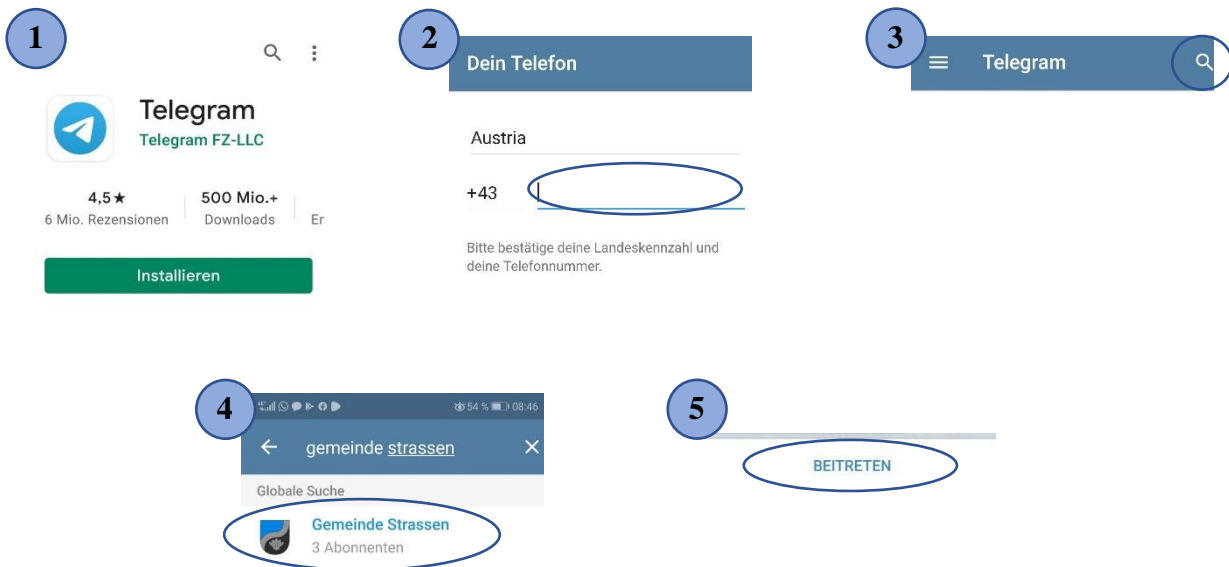 1
Telegram
Telegram FZ-LLC
4,5★
6 Mio. Rezensionen
500 Mio.+
Downloads
Er
Installieren
2
Dein Telefon
Austria
+43
Bitte bestätige deine Landeskennzahl und
deine Telefonnummer.
3
Telegram
4
54 % 08:46
gemeinde strassen
Globale Suche
Gemeinde Strassen
3 Abonnenten
5
BEITRETEN